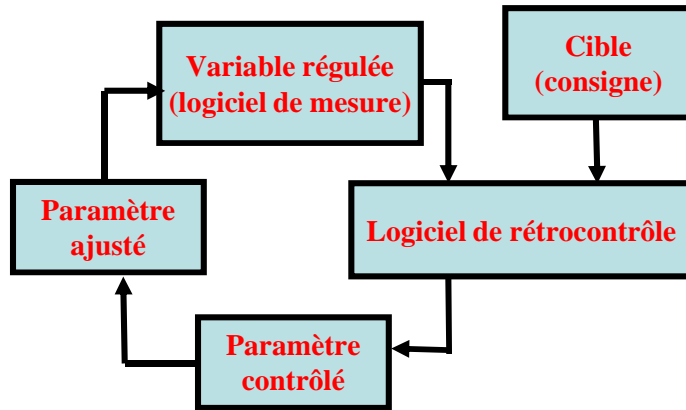 Variable régulée
(logiciel de mesure)
Cible
(consigne)
Paramètre
ajusté
Logiciel de rétrocontrôle
Paramètre
contrôlé